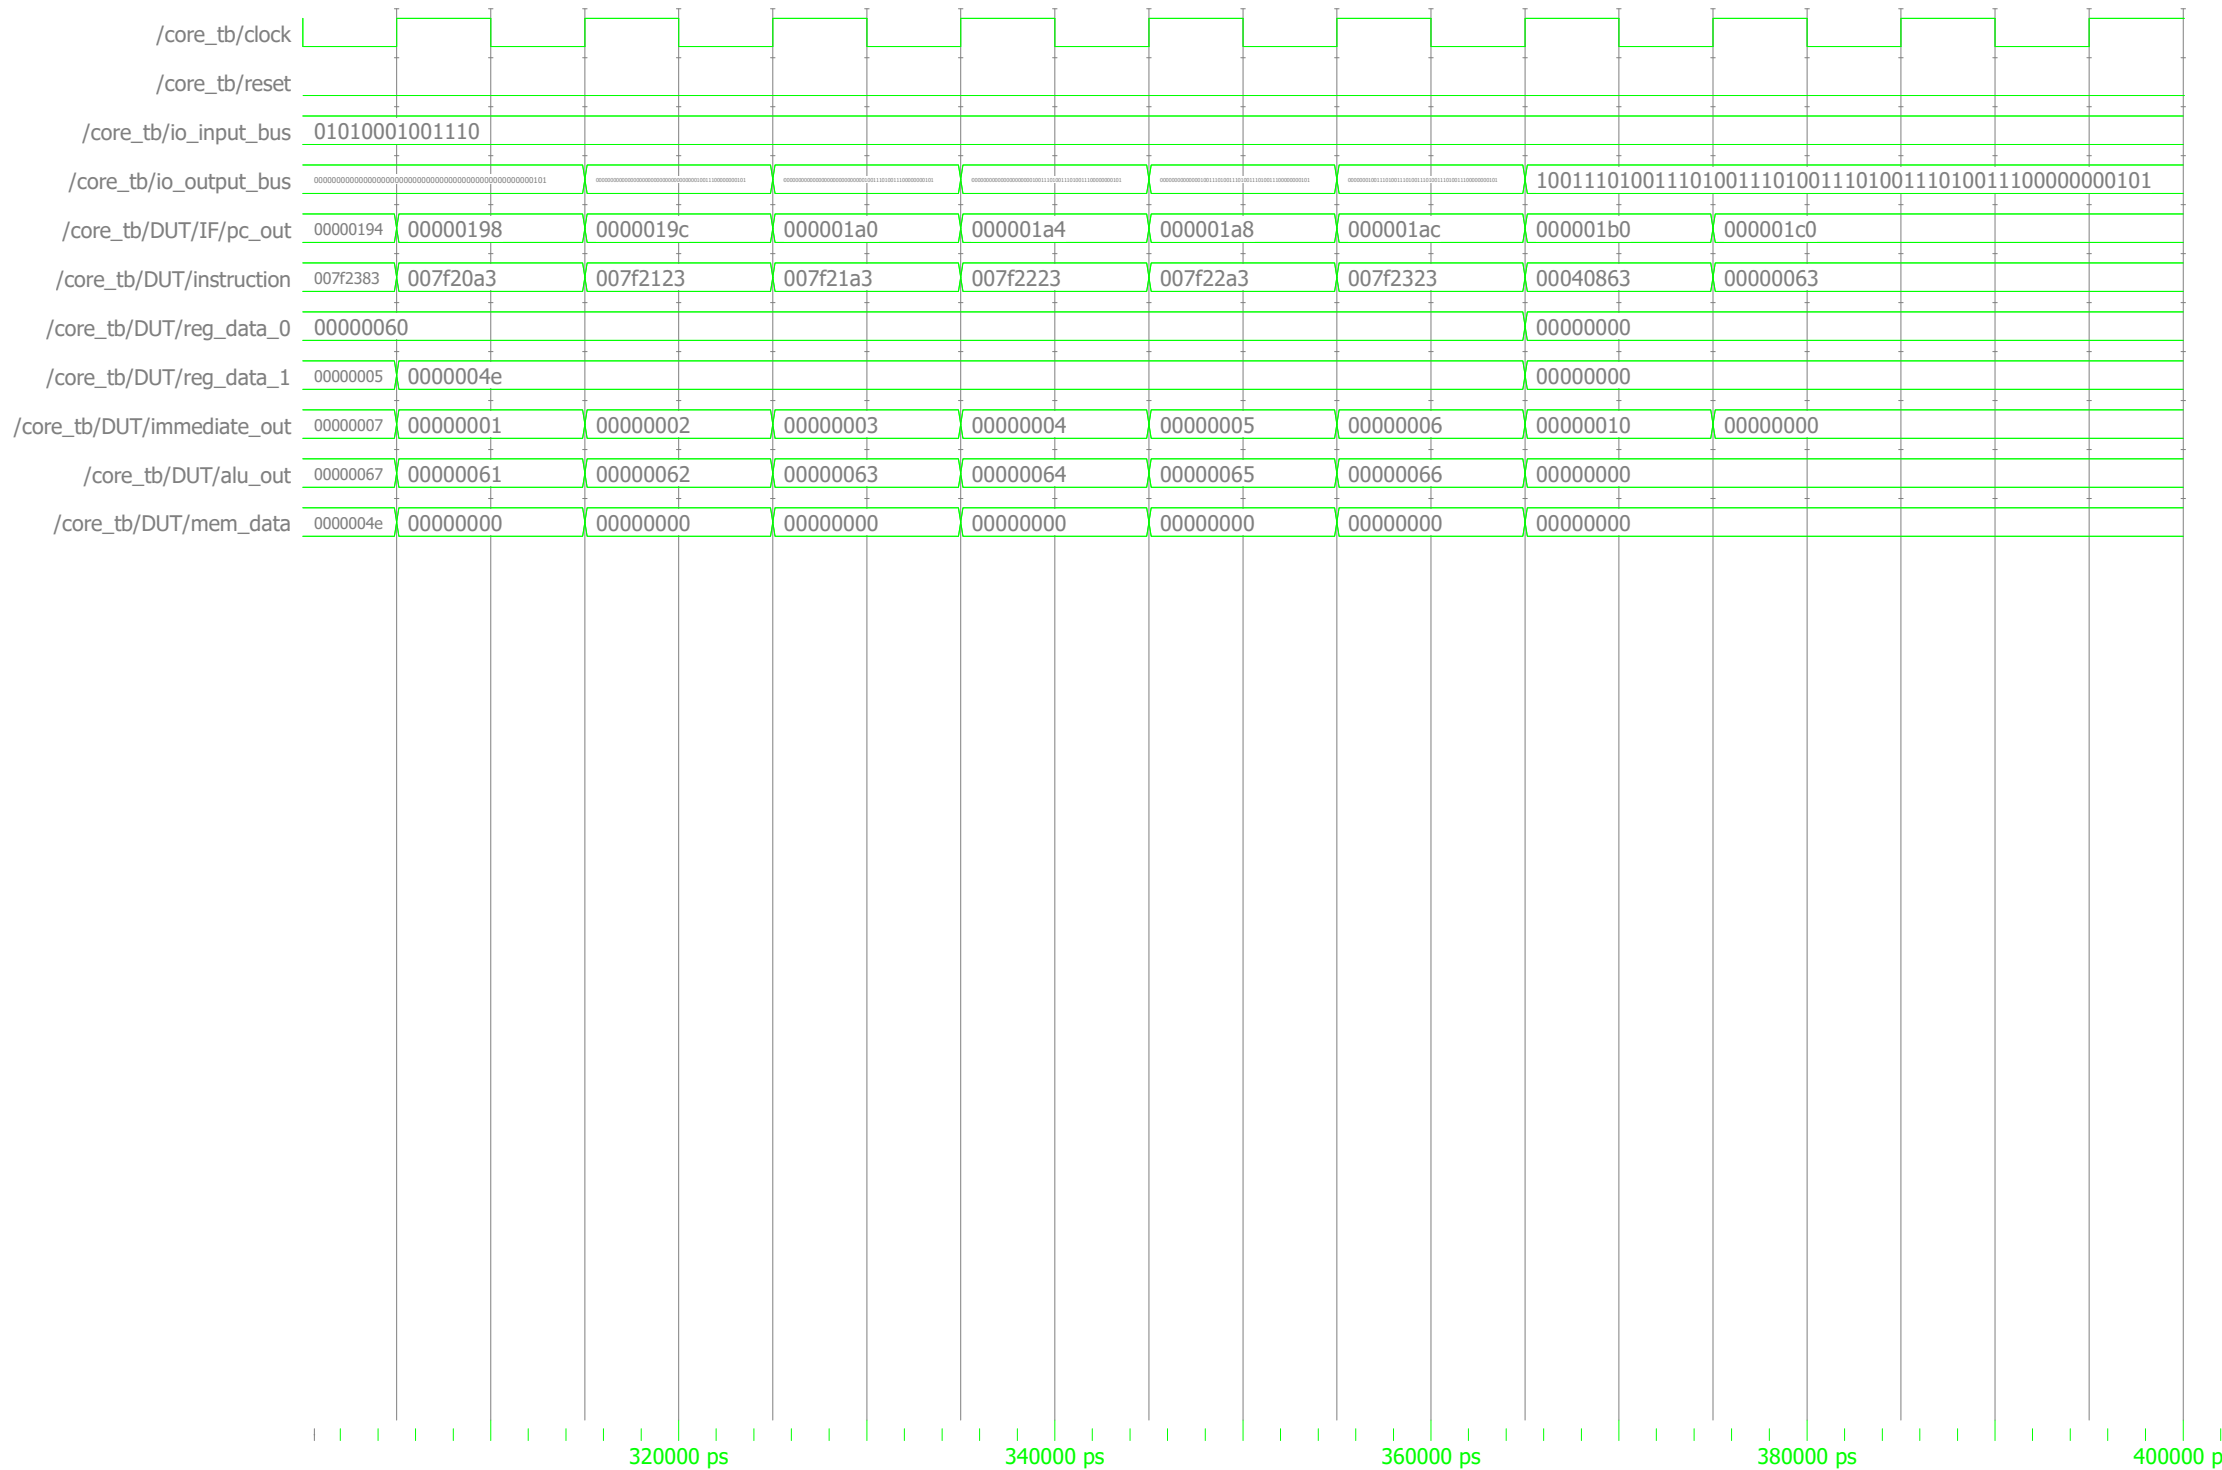 /core_tb/clock
/core_tb/reset
/core_tb/io_input_bus 01010001001110
/core_tb/io_output_bus 1001110100111010011101001110100111010011100000000101
/core_tb/DUT/IF/pc_out 00000194 00000198 0000019c 000001a0 000001a4 000001a8 000001ac 000001b0 000001c0
/core_tb/DUT/instruction 007f2383 007f20a3 007f2123 007f21a3 007f2223 007f22a3 007f2323 00040863 00000063
/core_tb/DUT/reg_data_0 00000060 00000000
/core_tb/DUT/reg_data_1 00000005 0000004e 00000000
/core_tb/DUT/immediate_out 00000007 00000001 00000002 00000003 00000004 00000005 00000006 00000010 00000000
/core_tb/DUT/alu_out 00000067 00000061 00000062 00000063 00000064 00000065 00000066 00000000
/core_tb/DUT/mem_data 0000004e 00000000 00000000 00000000 00000000 00000000 00000000 00000000
320000 ps 340000 ps 360000 ps 380000 ps 400000 p